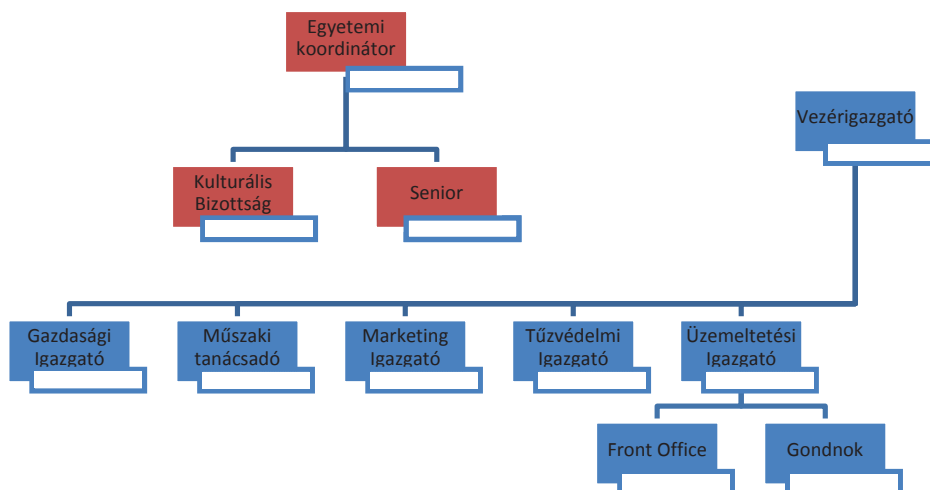 Egyetemi
koordinátor
Vezérigazgató
Kulturális
Bizottság
Senior
Gazdasági
Igazgató
Műszaki
tanácsadó
Marketing
Igazgató
Tűzvédelmi
Igazgató
Üzemeltetési
Igazgató
Front Office
Gondnok